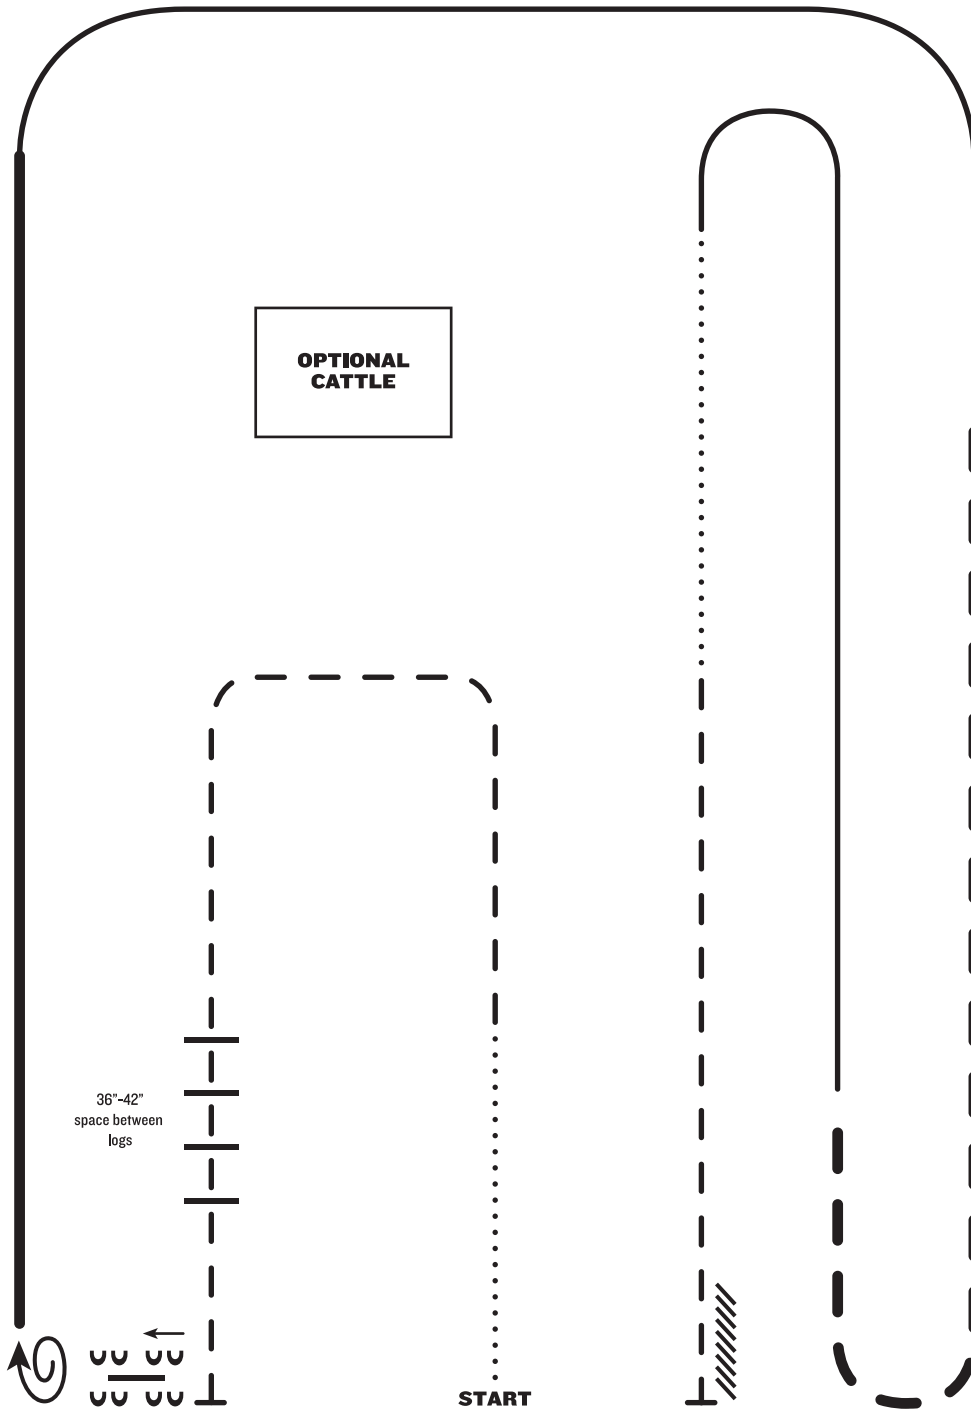 OPTIONAL
CATTLE
36”-42”
space between
logs
START